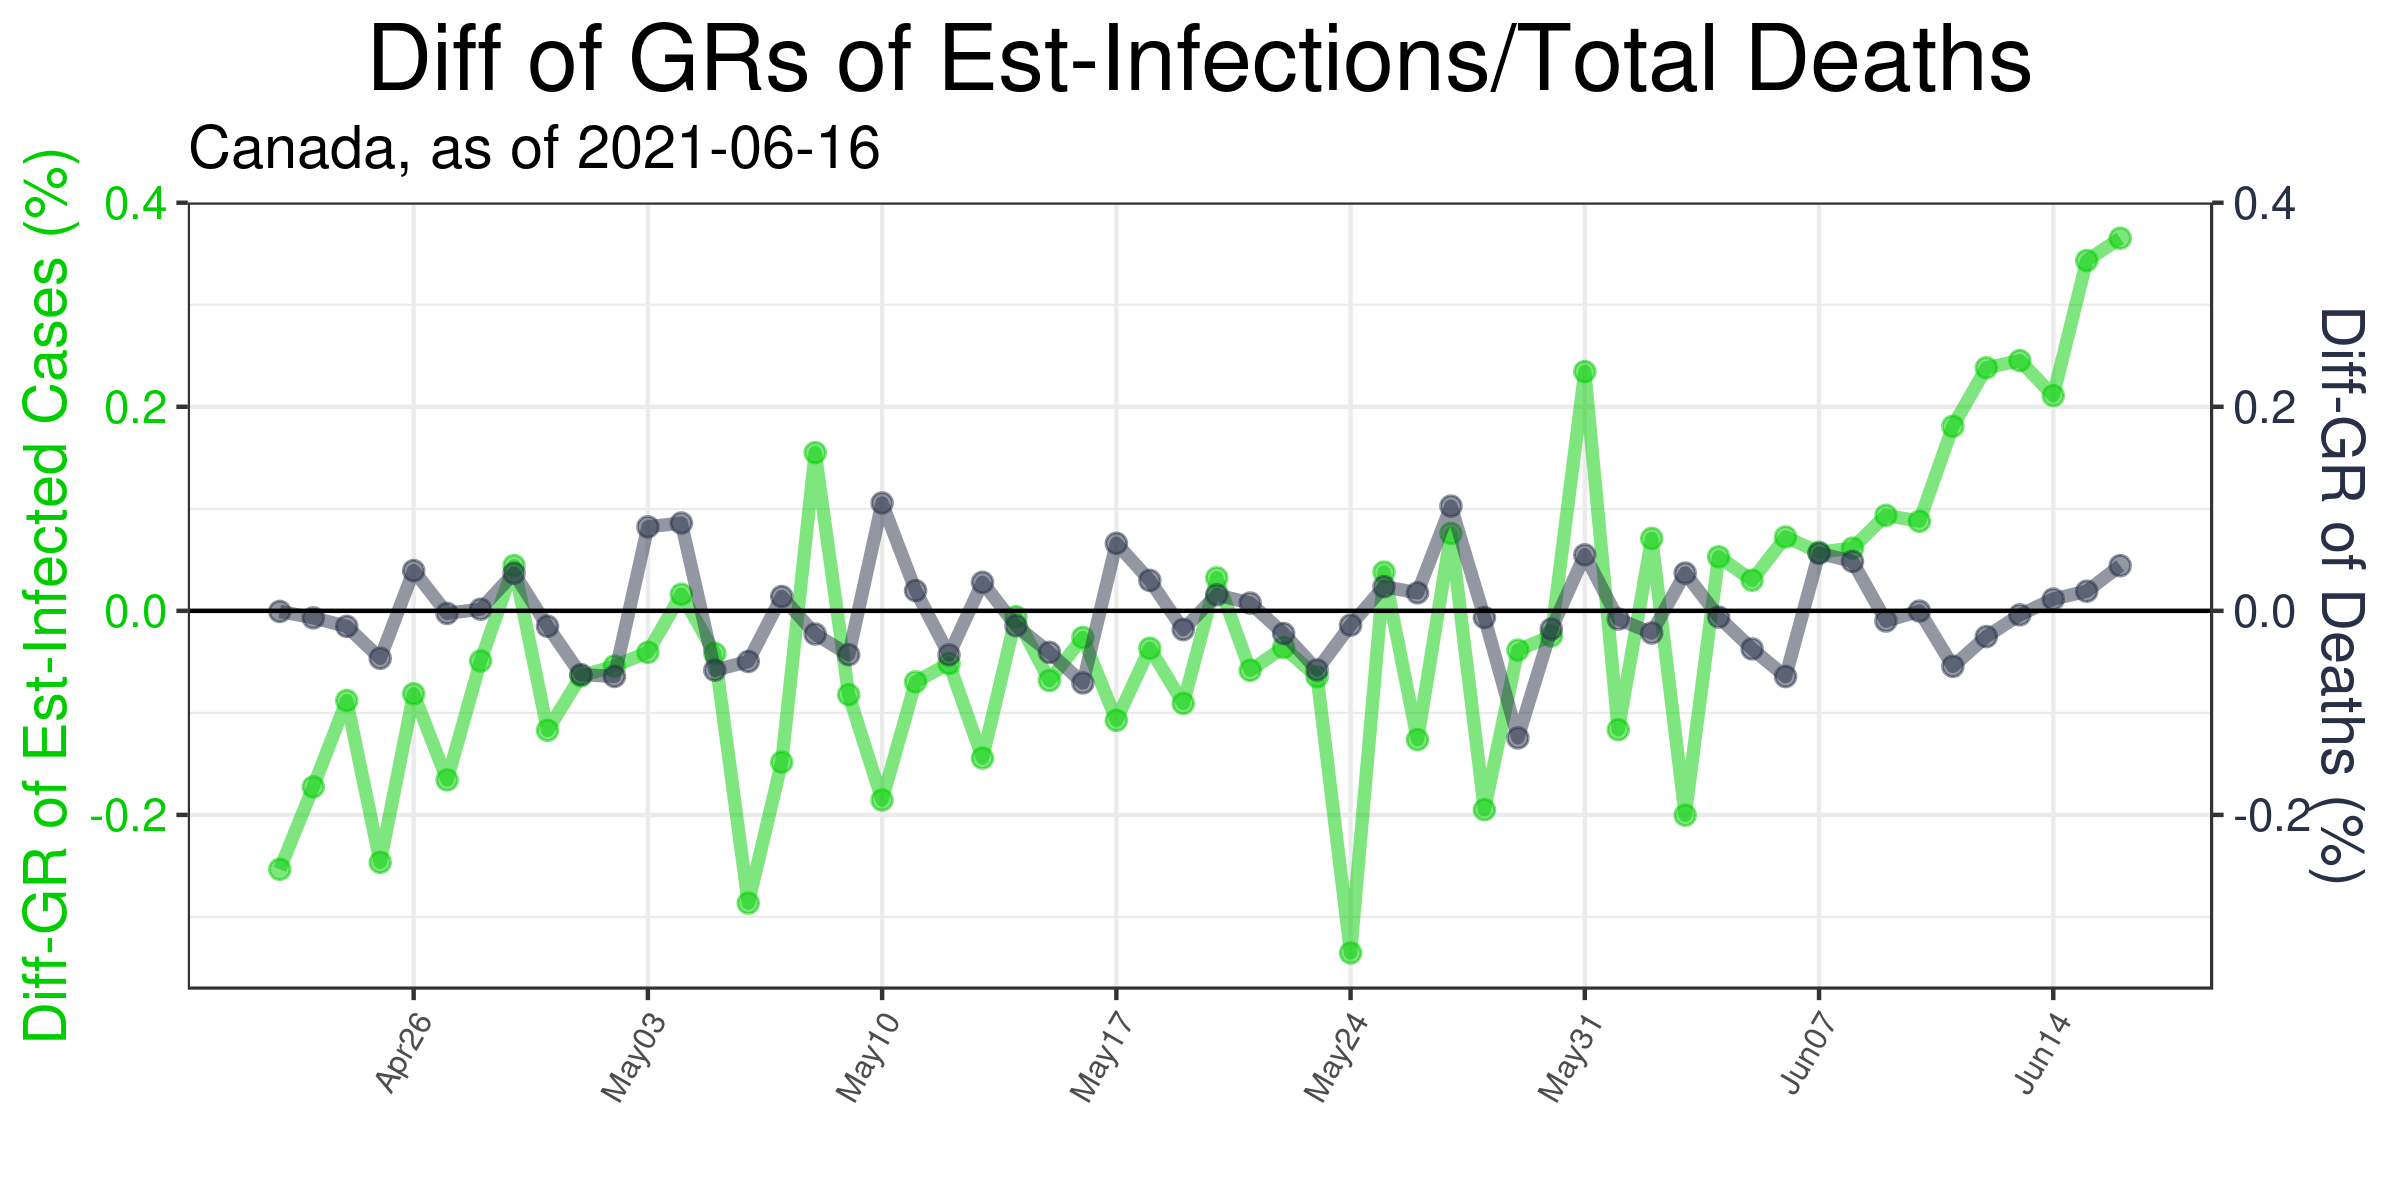 Diff of GRs of Est-Infections/Total Deaths
Canada, as of 2021-06-16
Diff-GR of Est-Infected Cases (%)
0.4
0.2
0.0
-0.2
0.4
0.2
0.0
-0.2
Diff-GR of Deaths (%)
Apr26
May03
May10
May17
May24
May31
Jun07
Jun14